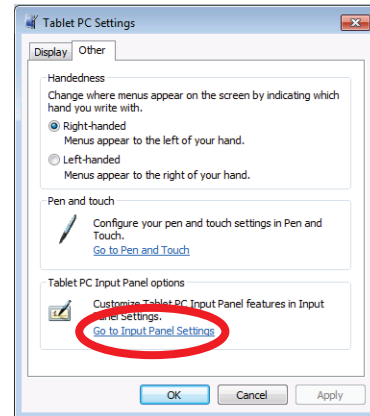 Tablet PC Settings
Display Other
Handedness
Change where menus appear on the screen by indicating which
hand you write with.
Right-handed
Menus appear to the left of your hand.
Left-handed
Menus appear to the right of your hand.
Pen and touch
Configure your pen and touch settings in Pen and
Touch.
Go to Pen and Touch
Tablet PC Input Panel options
Customize Tablet PC Input Panel features in Input
Panel Settings.
Go to Input Panel Settings
OK Cancel Apply